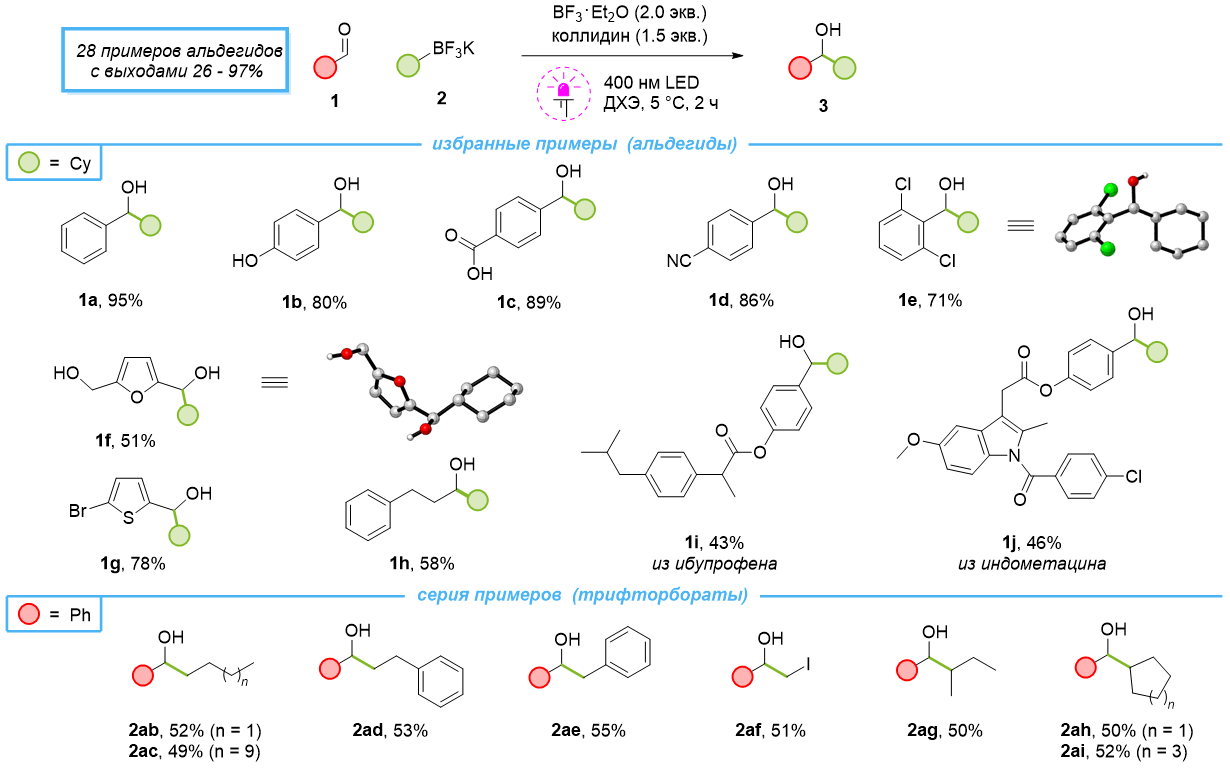 28 примеров альдегидов
с выходами 26 - 97%
O
1
BF3K
2
BF3·Et2O (2.0 экв.)
коллидин (1.5 экв.)
400 нм LED
ДХЭ, 5 °C, 2 ч
OH
3
избранные примеры (альдегиды)
= Cy
OH
1a, 95%
OH
HO
1b, 80%
OH
O
OH
1c, 89%
OH
NC
1d, 86%
Cl
OH
Cl
1e, 71%
HO
O
OH
1f, 51%
Br
S
OH
1g, 78%
OH
1h, 58%
HO
O
O
1i, 43%
из ибупрофена
OH
O
O
O
N
O
Cl
1j, 46%
из индометацина
серия примеров (трифторбораты)
= Ph
OH
n
2ab, 52% (n = 1)
2ac, 49% (n = 9)
OH
2ad, 53%
OH
2ae, 55%
OH
I
2af, 51%
OH
2ag, 50%
OH
n
2ah, 50% (n = 1)
2ai, 52% (n = 3)